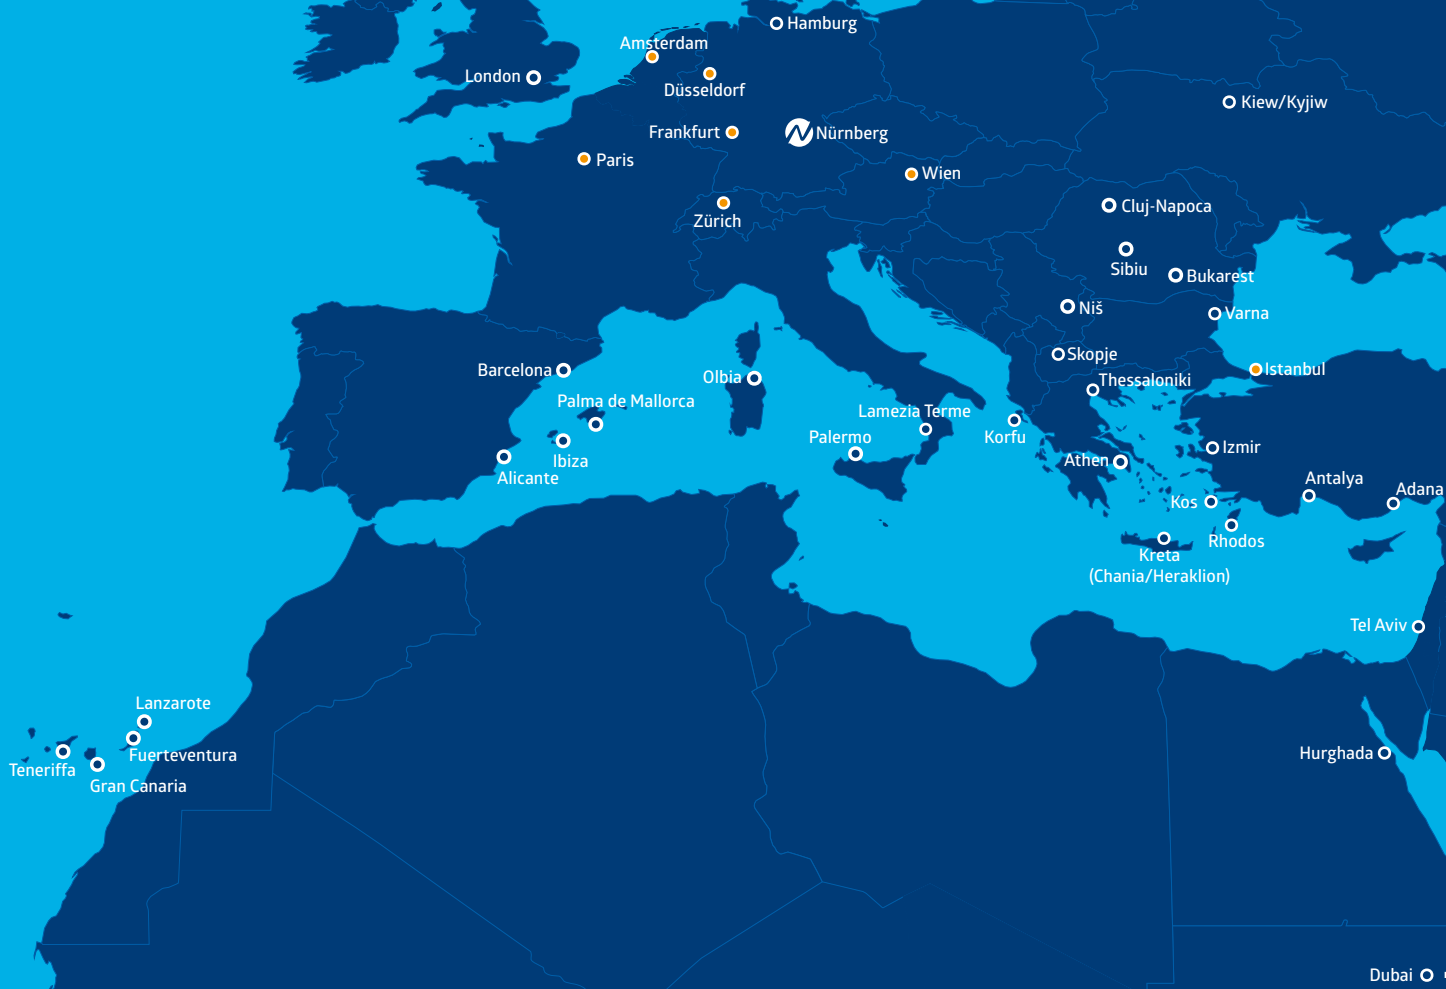 Hamburg
Amsterdam
London
Düsseldorf
Kiew/Kyjiw
Frankfurt
Nürnberg
Paris
Wien
Zürich
Cluj-Napoca
Sibiu
Bukarest
Niš
Varna
Skopje
Barcelona
Olbia
Istanbul
Thessaloniki
Palma de Mallorca
Lamezia Terme
Palermo
Korfu
Izmir
Ibiza
Athen
Alicante
Antalya
Adana
Kos
Rhodos
Kreta
(Chania/Heraklion)
Tel Aviv
Lanzarote
Fuerteventura
Hurghada
Teneriffa
Gran Canaria
Dubai